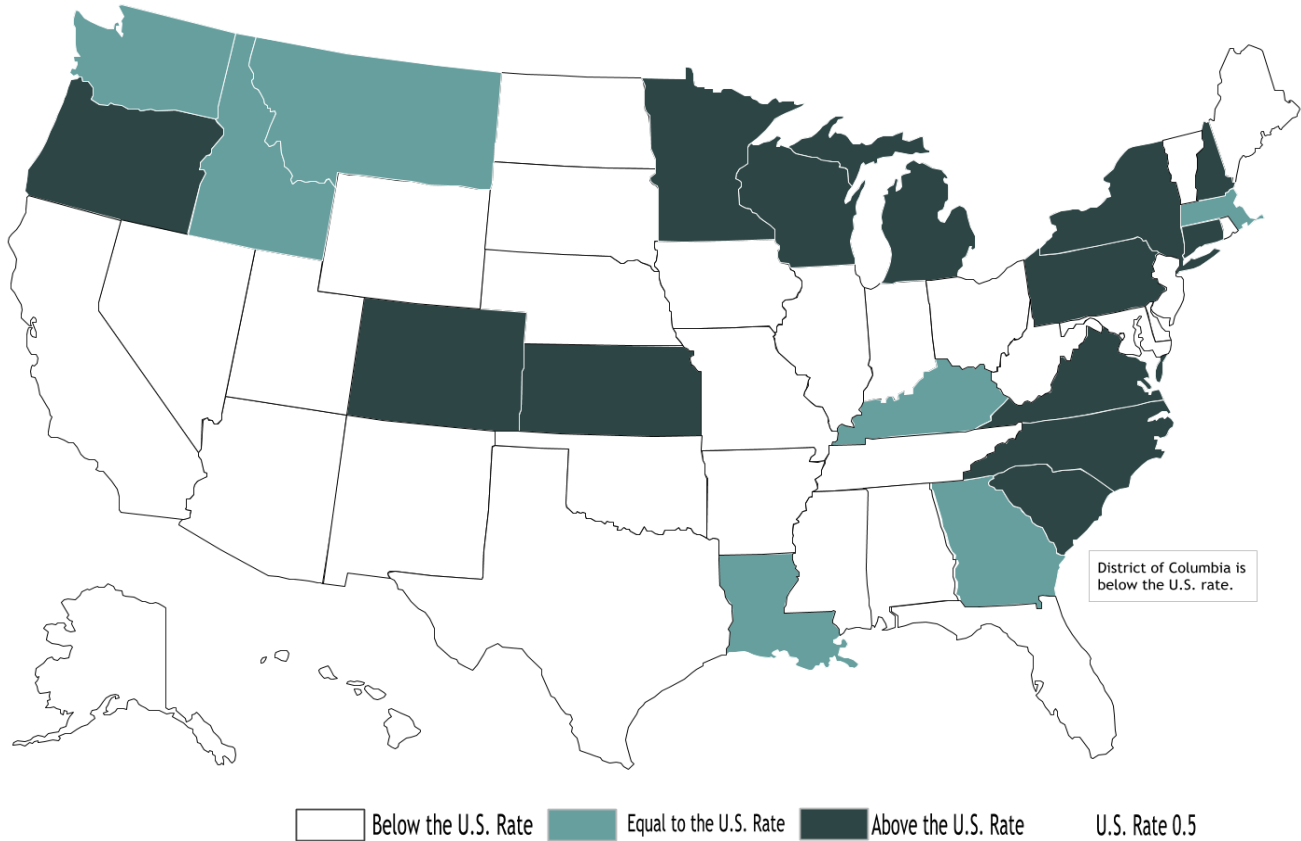 District of Columbia is
below the U.S. rate.
Below the U.S. Rate
Equal to the U.S. Rate
Above the U.S. Rate
U.S. Rate 0.5